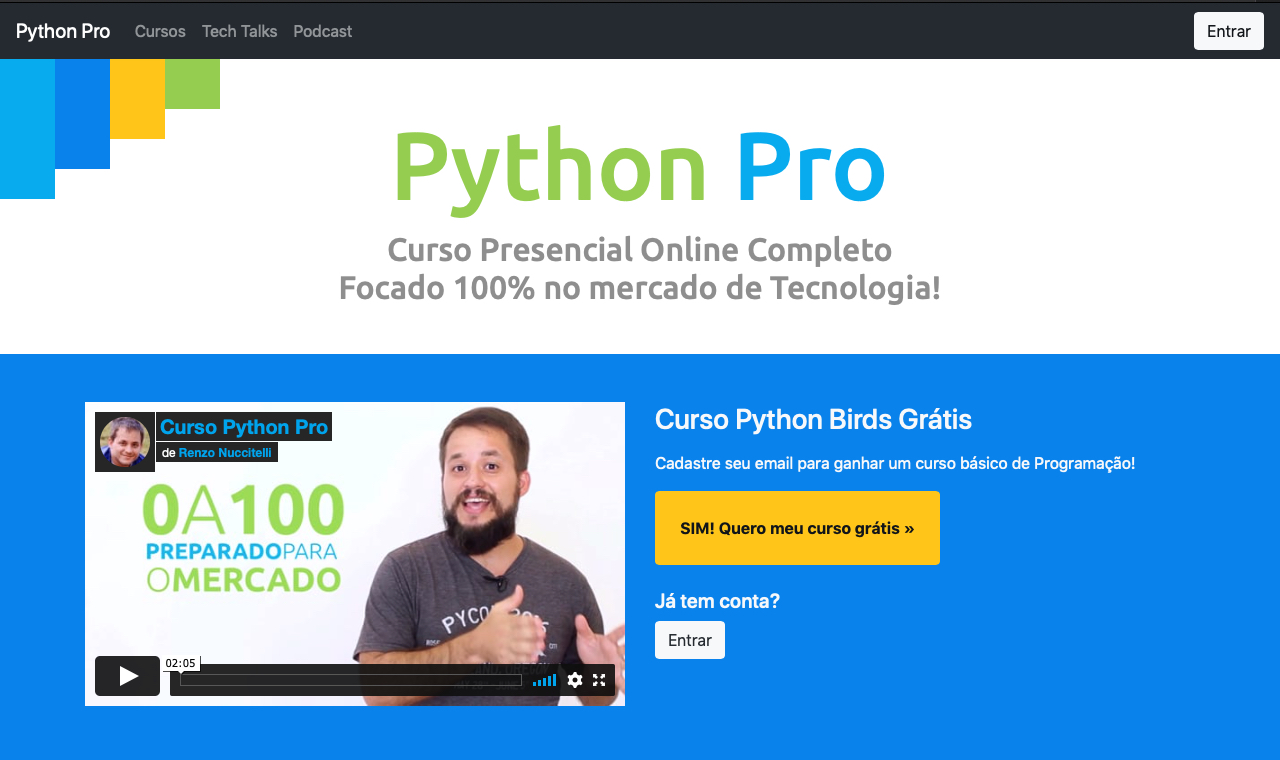 Python Pro Cursos Tech Talks Podcast Entrar
Python Pro
Curso Presencial Online Completo
Focado 100% no mercado de Tecnologia!
Curso Python Pro
de Renzo Nuccitelli
0A100
PREPARADOPARA
OMERCADO
02:05
Curso Python Birds Grátis
Cadastre seu email para ganhar um curso básico de Programação!
SIM! Quero meu curso grátis »
Já tem conta?
Entrar